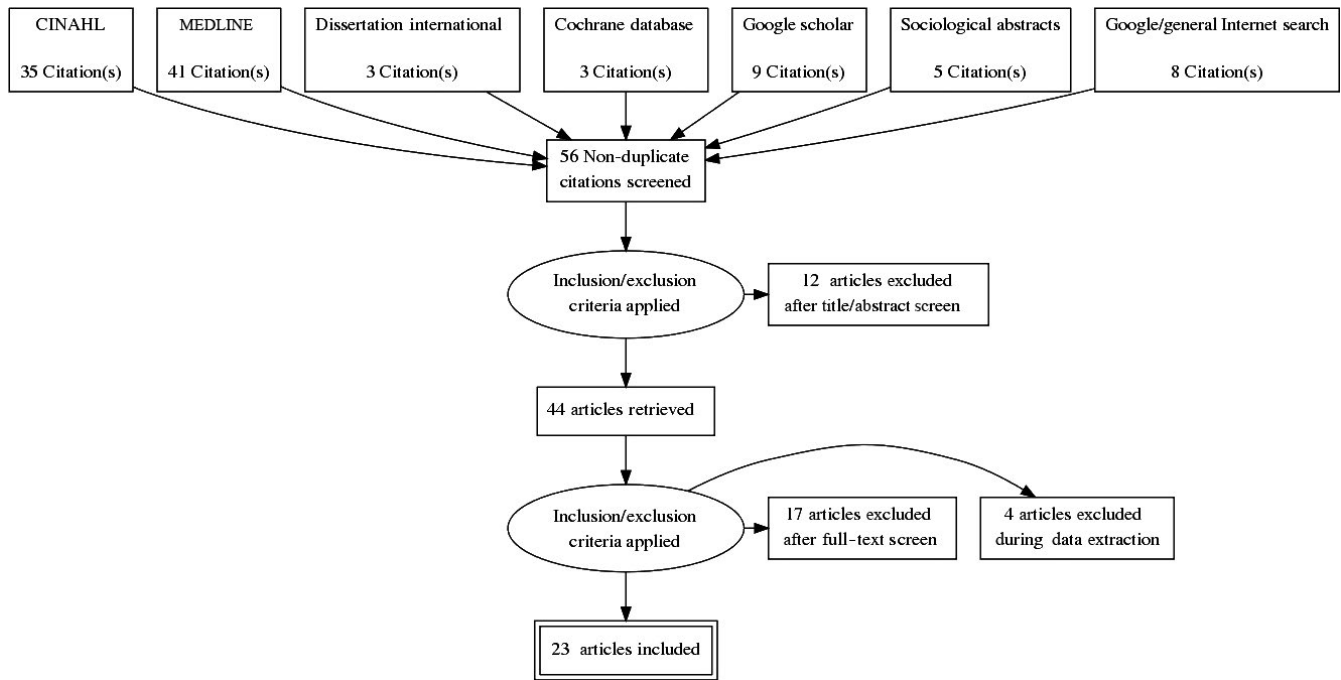 CINAHL
35 Citation(s)
MEDLINE
41 Citation(s)
Dissertation international
3 Citation(s)
Cochrane database
3 Citation(s)
Google scholar
9 Citation(s)
Sociological abstracts
5 Citation(s)
Google/general Internet search
8 Citation(s)
56 Non-duplicate
citations screened
Inclusion/exclusion
criteria applied
12 articles excluded
after title/abstract screen
44 articles retrieved
Inclusion/exclusion
criteria applied
17 articles excluded
after full-text screen
4 articles excluded
during data extraction
23 articles included